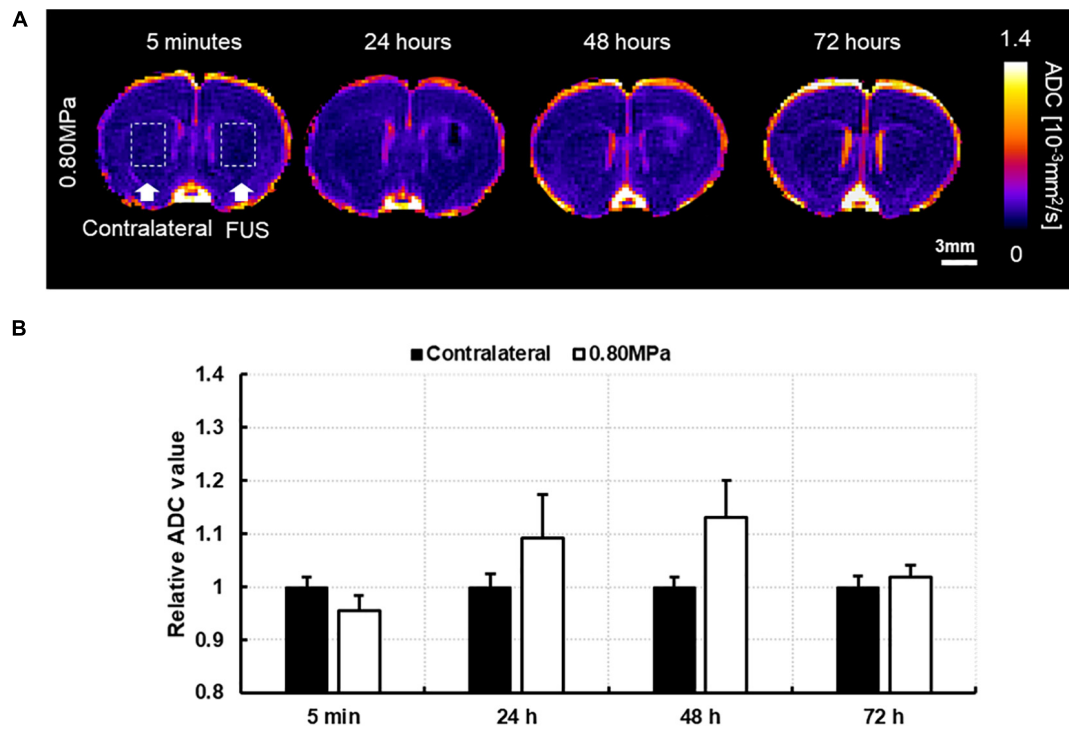 A
5 minutes
24 hours
48 hours
72 hours
1.4
0.80MPa
ADC [10⁻³mm²/s]
Contralateral
FUS
3mm
0
B
Contralateral
0.80MPa
1.4
1.3
1.2
1.1
1
0.9
0.8
Relative ADC value
5 min
24 h
48 h
72 h